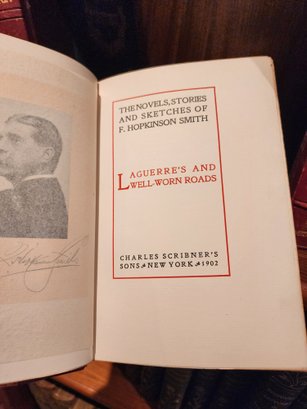 THE NOVELS, STORIES
AND SKETCHES OF
F. HOPKINSON SMITH
LAGUERRE'S AND
WELL-WORN ROADS
CHARLES SCRIBNER'S
SONS NEW YORK 1902